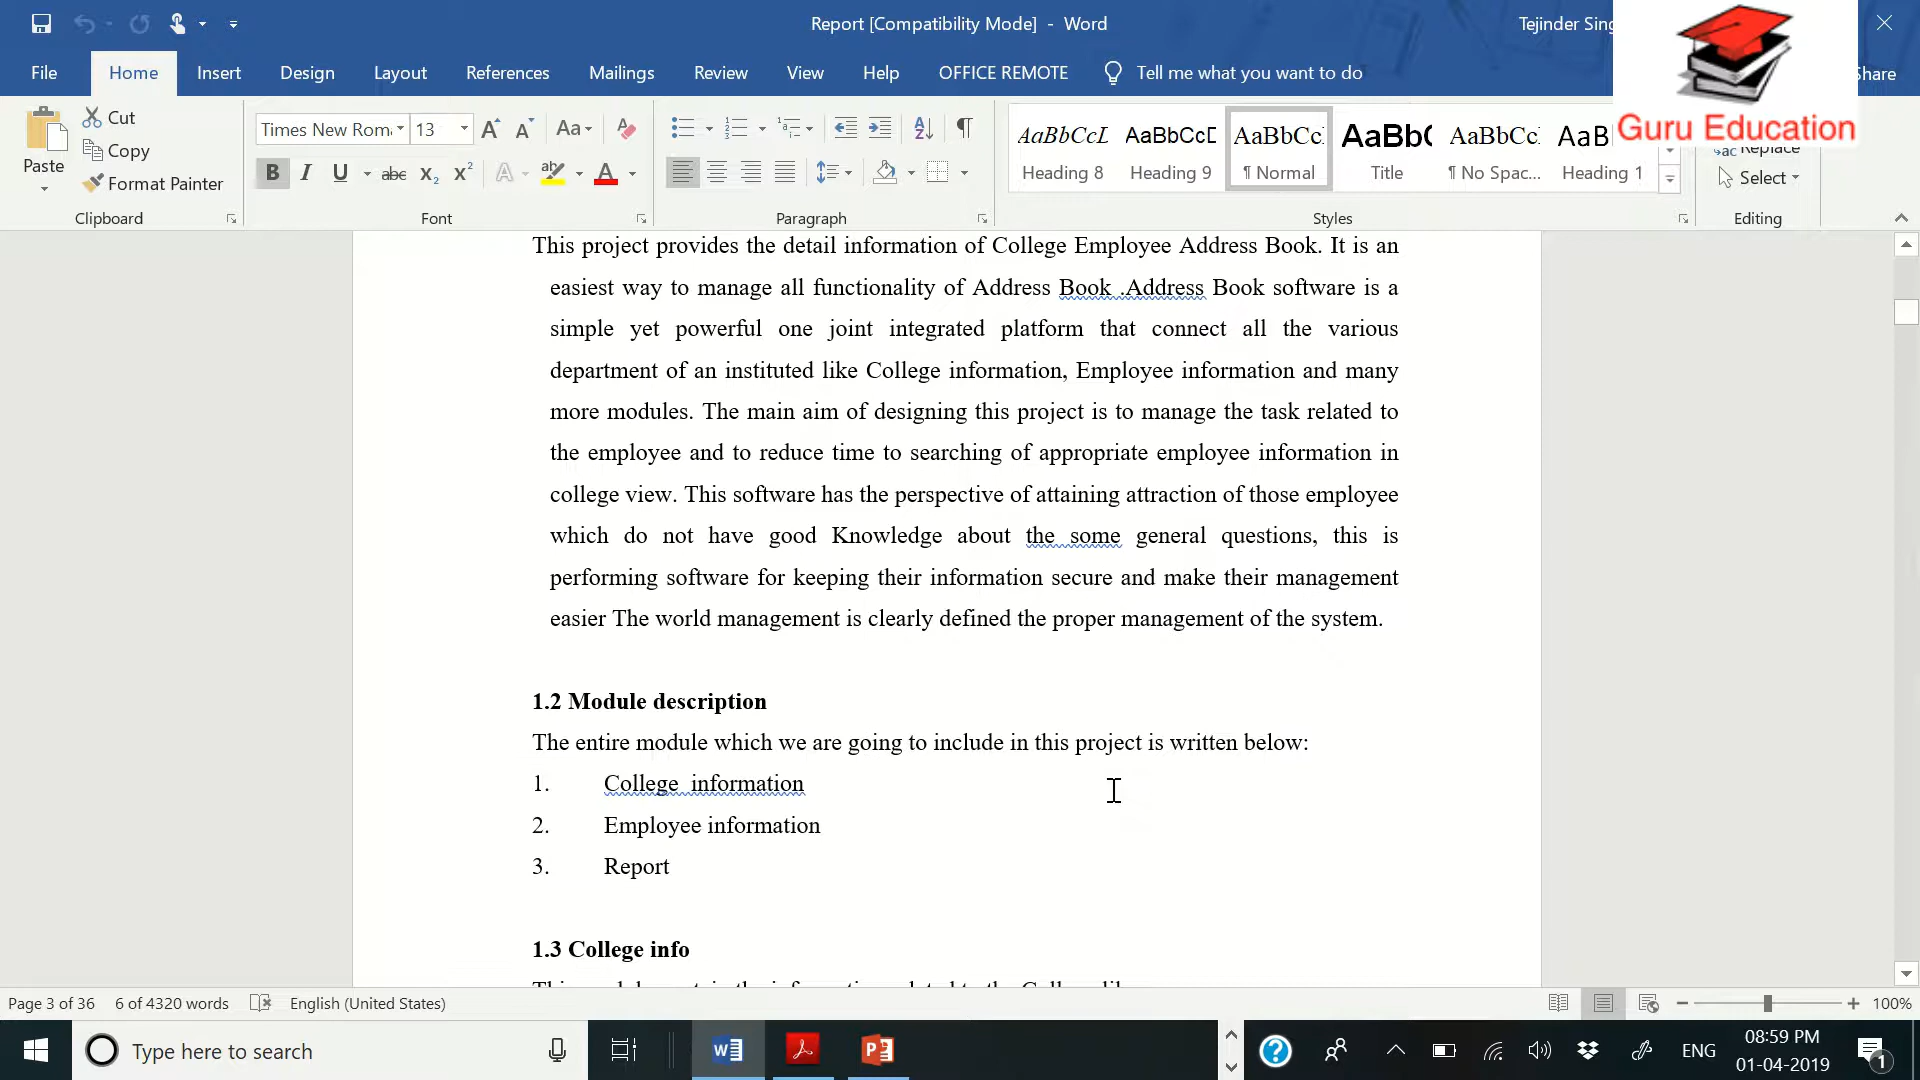 Report [Compatibility Mode] - Word
Tejinder Sing
File Home Insert Design Layout References Mailings Review View Help OFFICE REMOTE Tell me what you want to do
Share
Guru Education
Paste
Cut
Copy
Format Painter
Clipboard
Times New Rom
13
Font
Paragraph
AaBbCcI
Heading 8
AaBbCcD
Heading 9
AaBbCc
¶ Normal
AaBb(
Title
AaBbCc
¶ No Spac...
AaB
Heading 1
Styles
Replace
Select
Editing
This project provides the detail information of College Employee Address Book. It is an
easiest way to manage all functionality of Address Book .Address Book software is a
simple yet powerful one joint integrated platform that connect all the various
department of an instituted like College information, Employee information and many
more modules. The main aim of designing this project is to manage the task related to
the employee and to reduce time to searching of appropriate employee information in
college view. This software has the perspective of attaining attraction of those employee
which do not have good Knowledge about the some general questions, this is
performing software for keeping their information secure and make their management
easier The world management is clearly defined the proper management of the system.
1.2 Module description
The entire module which we are going to include in this project is written below:
1. College information
2. Employee information
3. Report
1.3 College info
Page 3 of 36 6 of 4320 words English (United States) 100%
Type here to search
ENG
08:59 PM
01-04-2019
1